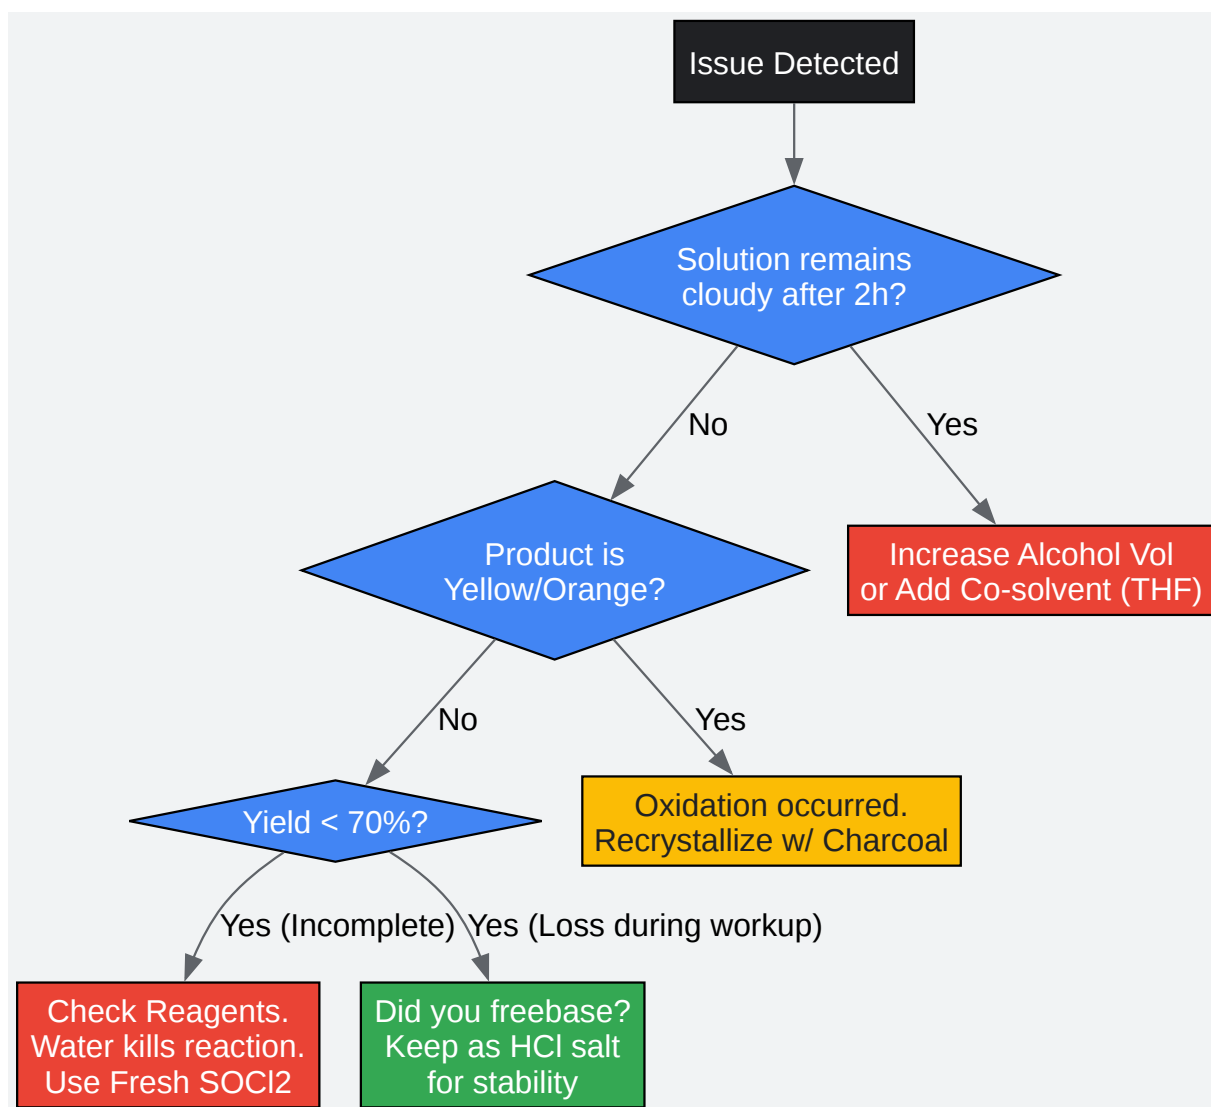 Issue Detected
Solution remains
cloudy after 2h?
No
Yes
Product is
Yellow/Orange?
Increase Alcohol Vol
or Add Co-solvent (THF)
No
Yes
Yield < 70%?
Oxidation occurred.
Recrystallize w/ Charcoal
Yes (Incomplete)
Yes (Loss during workup)
Check Reagents.
Water kills reaction.
Use Fresh SOCl2
Did you freebase?
Keep as HCl salt
for stability